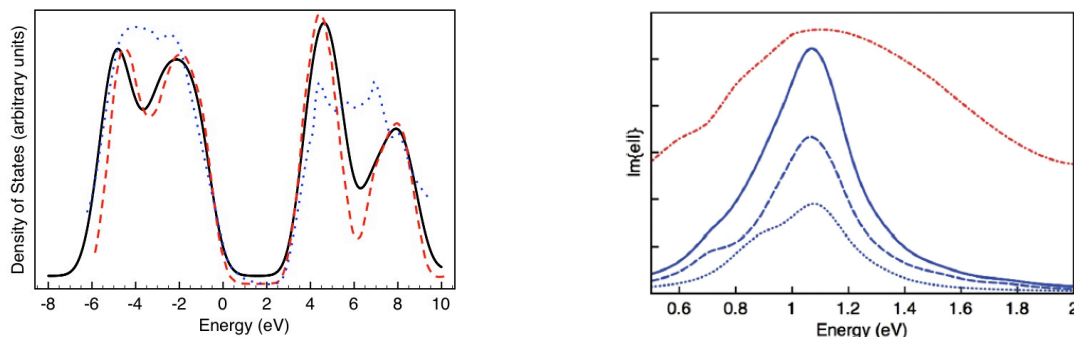 Density of States (arbitrary units)
-8 -6 -4 -2 0 2 4 6 8 10
Energy (eV)
Im{ell}
0.6 0.8 1 1.2 1.4 1.6 1.8 2
Energy (eV)